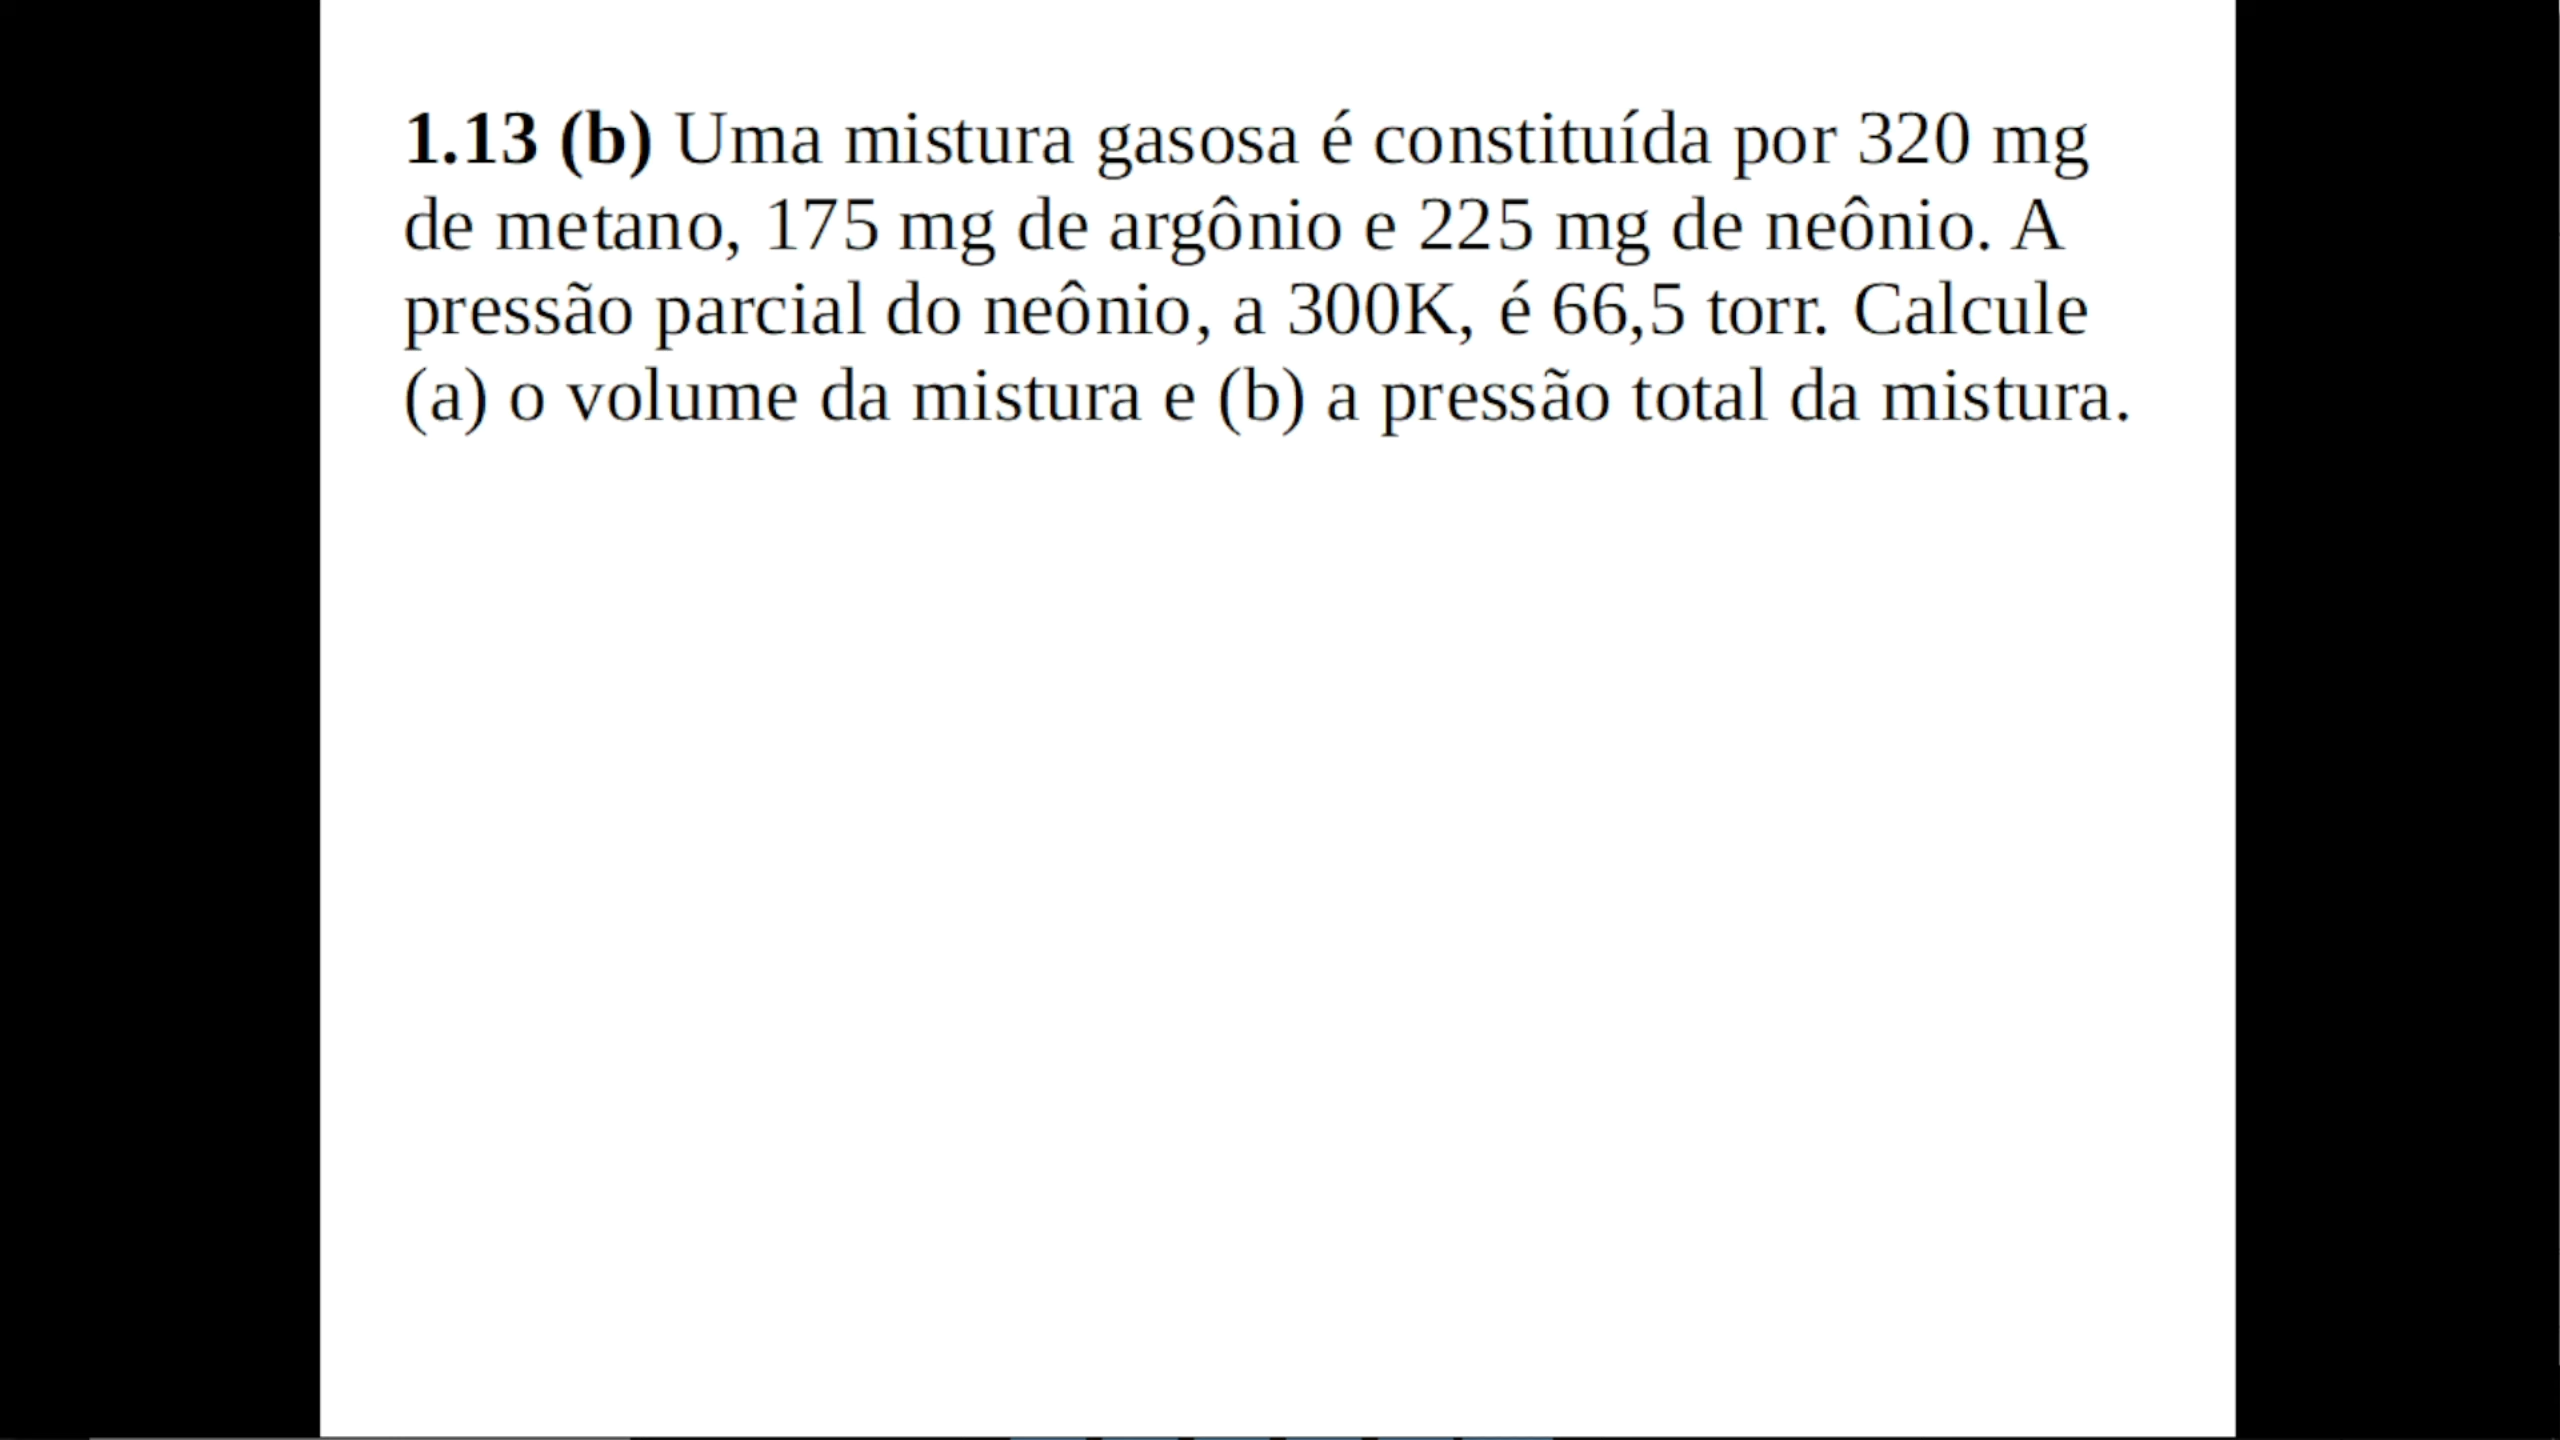 1.13 (b) Uma mistura gasosa é constituída por 320 mg
de metano, 175 mg de argônio e 225 mg de neônio. A
pressão parcial do neônio, a 300K, é 66,5 torr. Calcule
(a) o volume da mistura e (b) a pressão total da mistura.